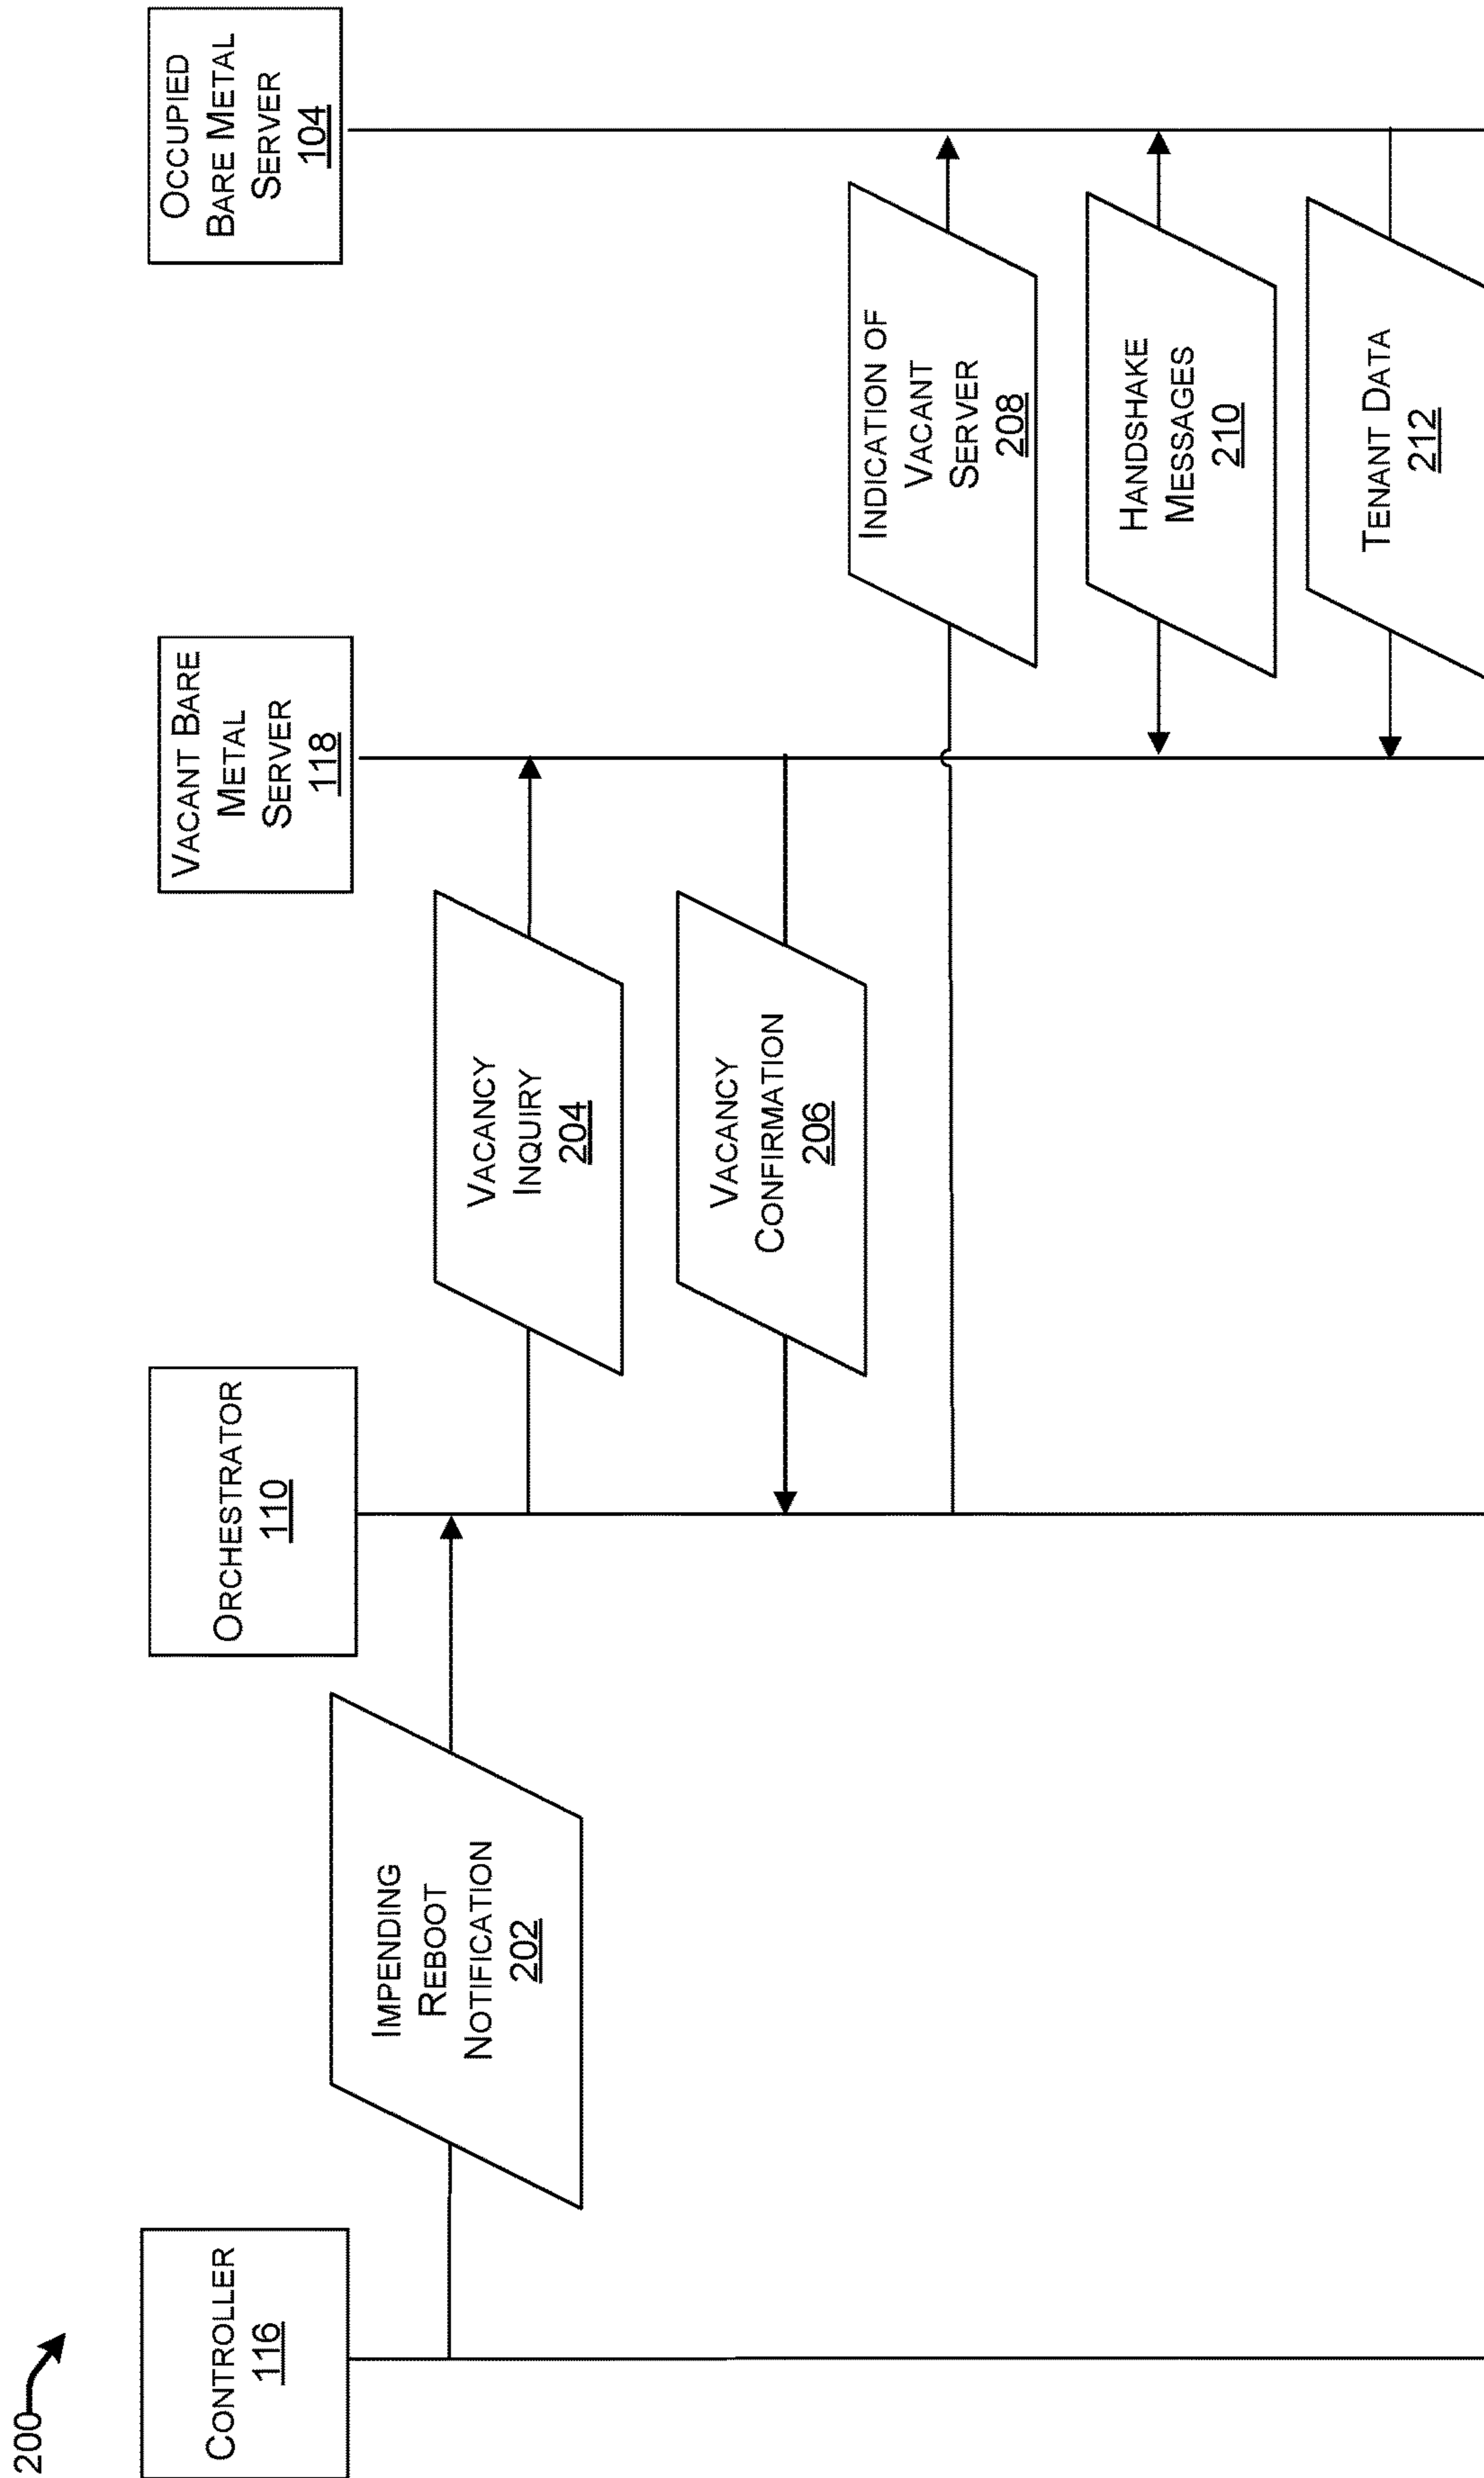 200
CONTROLLER
116
ORCHESTRATOR
110
VACANT BARE
METAL
SERVER
118
OCCUPIED
BARE METAL
SERVER
104
IMPENDING
REBOOT
NOTIFICATION
202
VACANCY
INQUIRY
204
VACANCY
CONFIRMATION
206
INDICATION OF
VACANT
SERVER
208
HANDSHAKE
MESSAGES
210
TENANT DATA
212